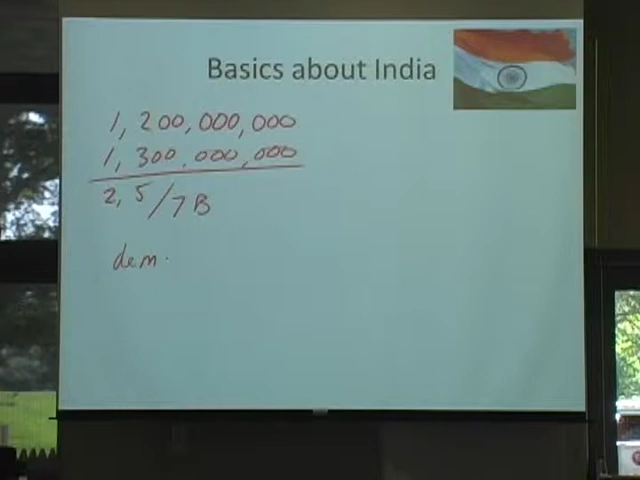 Basics about India
1, 200,000,000
1, 300,000,000
2, 5/7 B
dem.